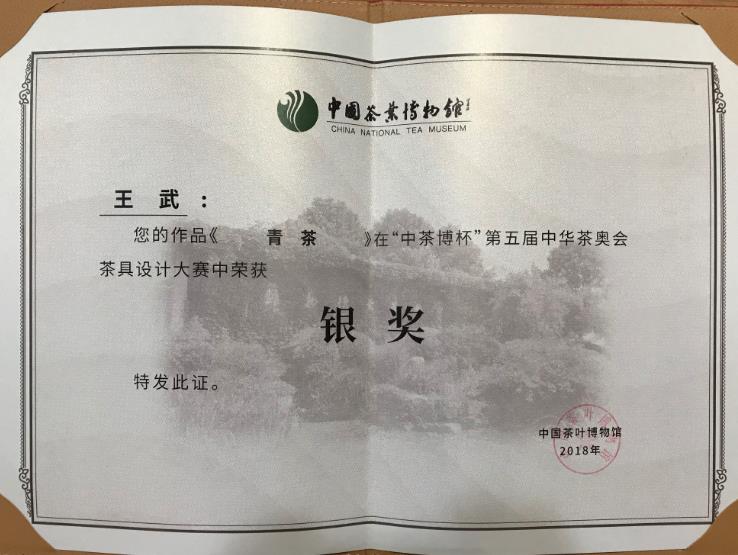 中国茶叶博物馆
CHINA NATIONAL TEA MUSEUM
王武：
您的作品《 青茶 》在“中茶博杯”第五届中华茶奥会
茶具设计大赛中荣获
银奖
特发此证。
中国茶叶博物馆
2018年